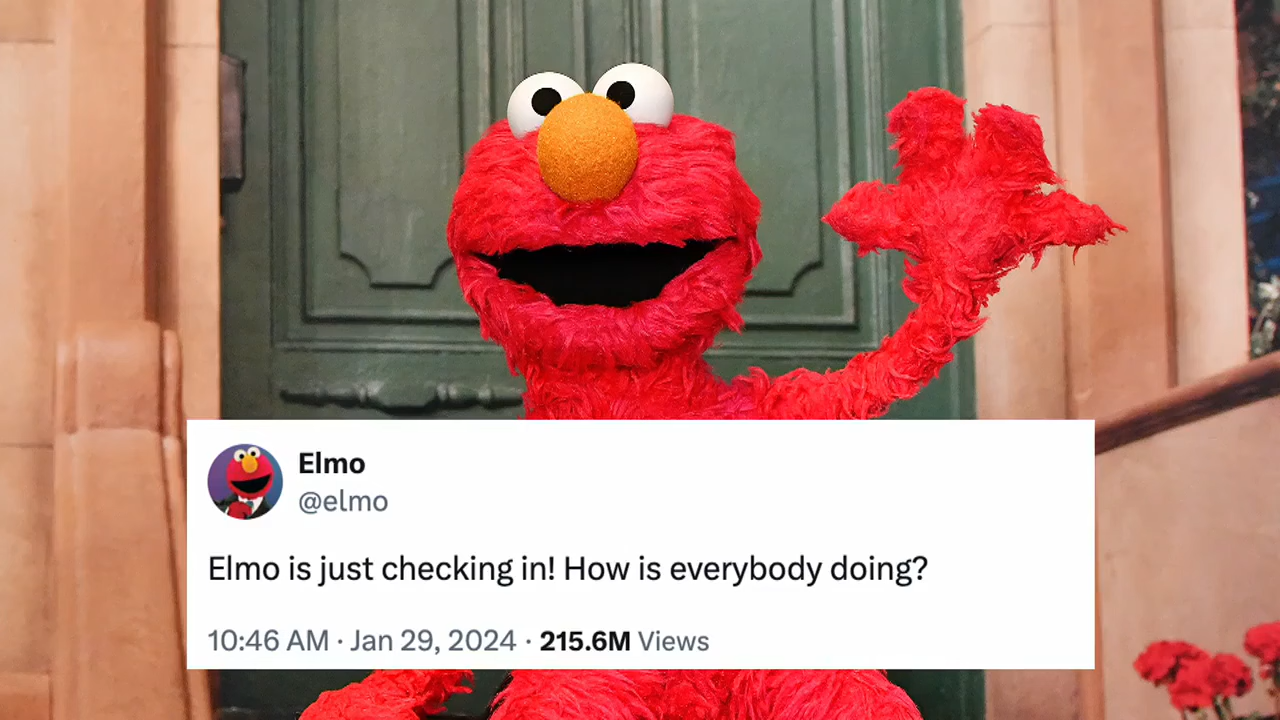 Elmo
@elmo
Elmo is just checking in! How is everybody doing?
10:46 AM · Jan 29, 2024 · 215.6M Views